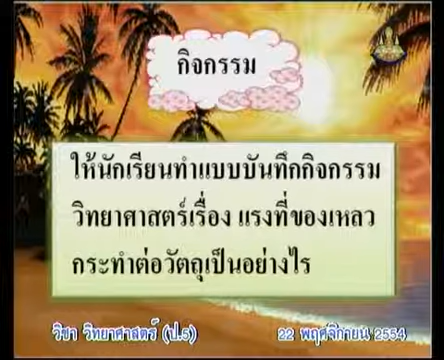 กิจกรรม
ให้นักเรียนทำแบบบันทึกกิจกรรม
วิทยาศาสตร์เรื่อง แรงที่ของเหลว
กระทำต่อวัตถุเป็นอย่างไร
วิชา วิทยาศาสตร์ (ป.5) 22 พฤศจิกายน 2554